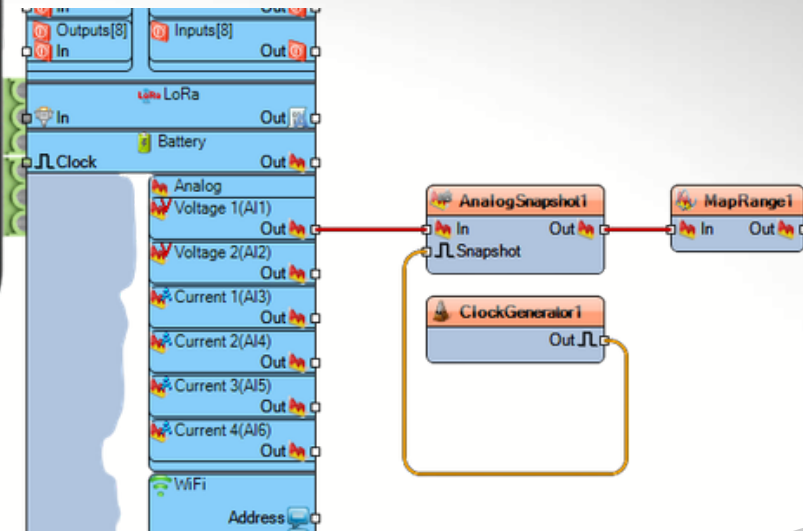 In
Out
Outputs[8]
In
Inputs[8]
Out
LoRa LoRa
In
Out
Battery
Clock
Out
Analog
Voltage 1(AI1)
Out
Voltage 2(AI2)
Out
Current 1(AI3)
Out
Current 2(AI4)
Out
Current 3(AI5)
Out
Current 4(AI6)
Out
WiFi
Address
AnalogSnapshot1
In
Out
Snapshot
ClockGenerator1
Out
MapRange1
In
Out